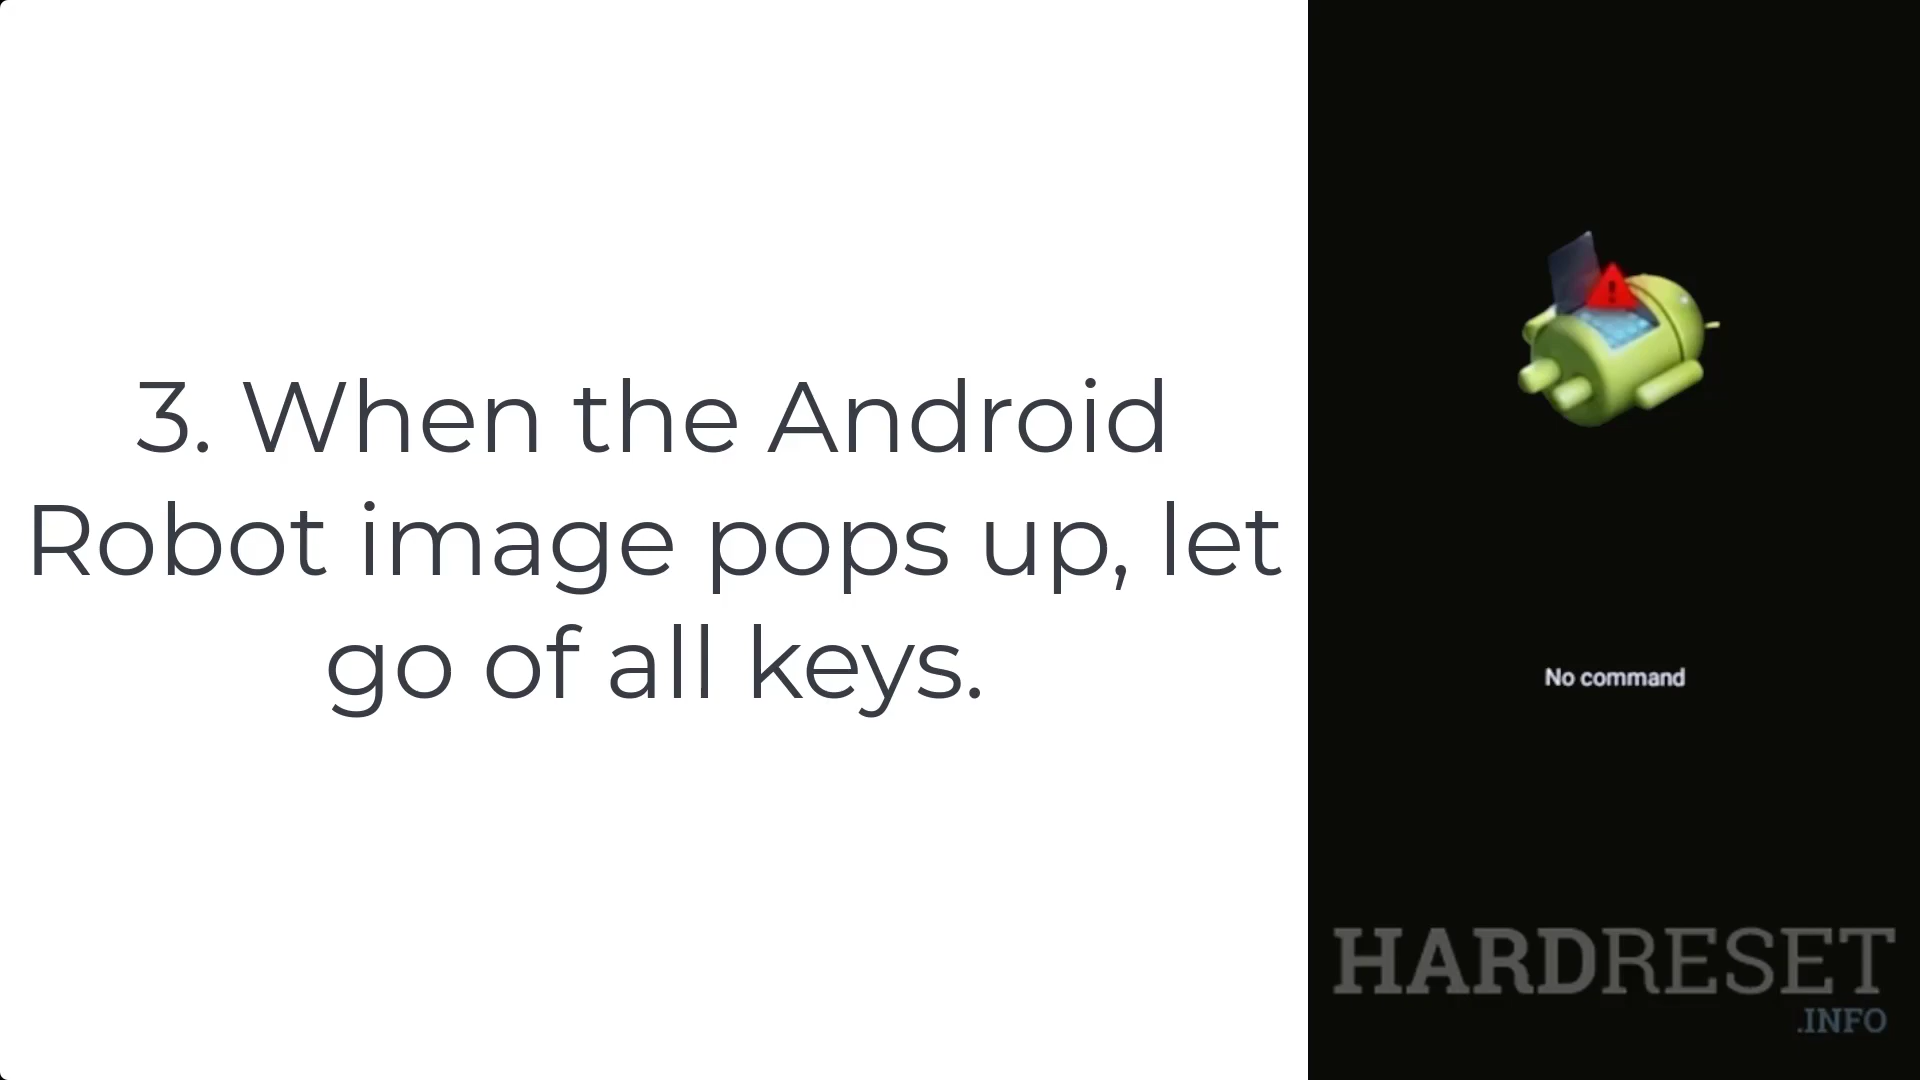 3. When the Android
Robot image pops up, let
go of all keys.
No command
HARDRESET
.INFO